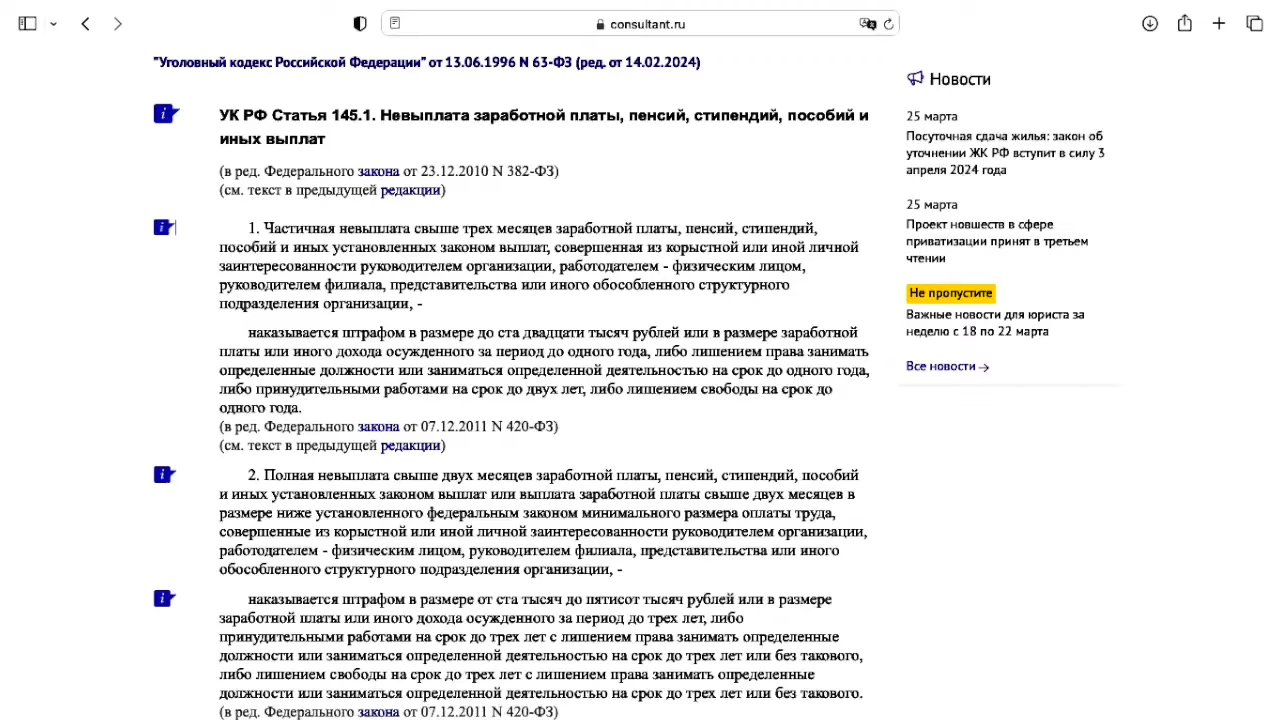 consultant.ru
"Уголовный кодекс Российской Федерации" от 13.06.1996 N 63-ФЗ (ред. от 14.02.2024)
УК РФ Статья 145.1. Невыплата заработной платы, пенсий, стипендий, пособий и
иных выплат
(в ред. Федерального закона от 23.12.2010 N 382-ФЗ)
(см. текст в предыдущей редакции)
1. Частичная невыплата свыше трех месяцев заработной платы, пенсий, стипендий,
пособий и иных установленных законом выплат, совершенная из корыстной или иной личной
заинтересованности руководителем организации, работодателем - физическим лицом,
руководителем филиала, представительства или иного обособленного структурного
подразделения организации, -
наказывается штрафом в размере до ста двадцати тысяч рублей или в размере заработной
платы или иного дохода осужденного за период до одного года, либо лишением права занимать
определенные должности или заниматься определенной деятельностью на срок до одного года,
либо принудительными работами на срок до двух лет, либо лишением свободы на срок до
одного года.
(в ред. Федерального закона от 07.12.2011 N 420-ФЗ)
(см. текст в предыдущей редакции)
2. Полная невыплата свыше двух месяцев заработной платы, пенсий, стипендий, пособий
и иных установленных законом выплат или выплата заработной платы свыше двух месяцев в
размере ниже установленного федеральным законом минимального размера оплаты труда,
совершенные из корыстной или иной личной заинтересованности руководителем организации,
работодателем - физическим лицом, руководителем филиала, представительства или иного
обособленного структурного подразделения организации, -
наказывается штрафом в размере от ста тысяч до пятисот тысяч рублей или в размере
заработной платы или иного дохода осужденного за период до трех лет, либо
принудительными работами на срок до трех лет с лишением права занимать определенные
должности или заниматься определенной деятельностью на срок до трех лет или без такового,
либо лишением свободы на срок до трех лет с лишением права занимать определенные
должности или заниматься определенной деятельностью на срок до трех лет или без такового.
(в ред. Федерального закона от 07.12.2011 N 420-ФЗ)
Новости
25 марта
Посуточная сдача жилья: закон об
уточнении ЖК РФ вступит в силу 3
апреля 2024 года
25 марта
Проект новшеств в сфере
приватизации принят в третьем
чтении
Не пропустите
Важные новости для юриста за
неделю с 18 по 22 марта
Все новости